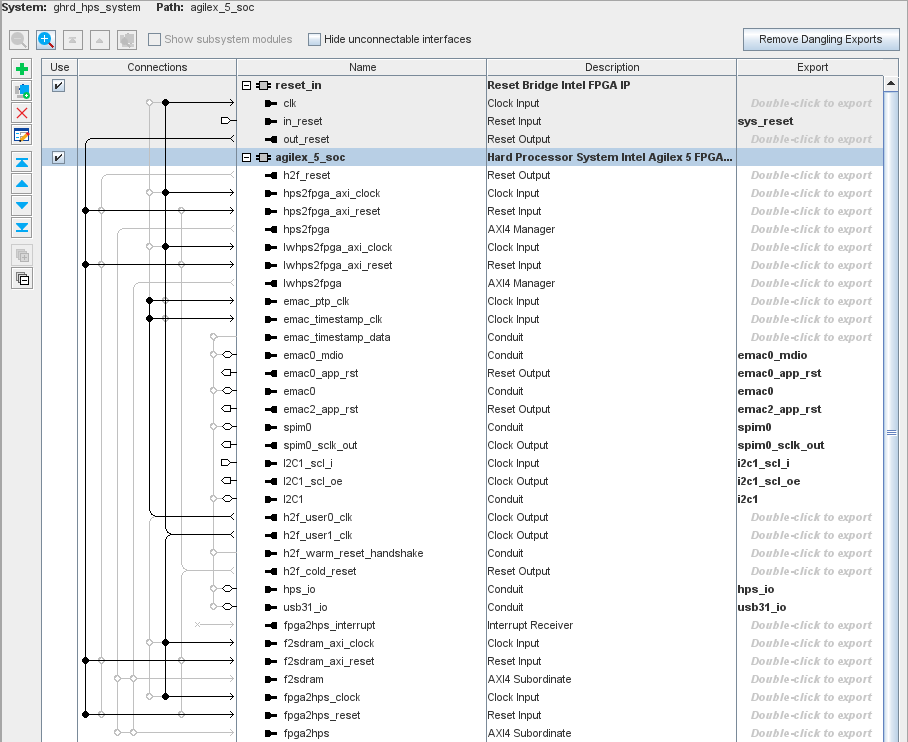 System: ghrd_hps_system Path: agilex_5_soc
Show subsystem modules Hide unconnectable interfaces Remove Dangling Exports
Use Connections Name Description Export
reset_in Reset Bridge Intel FPGA IP
clk Clock Input Double-click to export
in_reset Reset Input sys_reset
out_reset Reset Output Double-click to export
agilex_5_soc Hard Processor System Intel Agilex 5 FPGA...
h2f_reset Reset Output Double-click to export
hps2fpga_axi_clock Clock Input Double-click to export
hps2fpga_axi_reset Reset Input Double-click to export
hps2fpga AXI4 Manager Double-click to export
lwhps2fpga_axi_clock Clock Input Double-click to export
lwhps2fpga_axi_reset Reset Input Double-click to export
lwhps2fpga AXI4 Manager Double-click to export
emac_ptp_clk Clock Input Double-click to export
emac_timestamp_clk Clock Input Double-click to export
emac_timestamp_data Conduit Double-click to export
emac0_mdio Conduit emac0_mdio
emac0_app_rst Reset Output emac0_app_rst
emac0 Conduit emac0
emac2_app_rst Reset Output emac2_app_rst
spim0 Conduit spim0
spim0_sclk_out Clock Output spim0_sclk_out
I2C1_scl_i Clock Input i2c1_scl_i
I2C1_scl_oe Clock Output i2c1_scl_oe
I2C1 Conduit i2c1
h2f_user0_clk Clock Output Double-click to export
h2f_user1_clk Clock Output Double-click to export
h2f_warm_reset_handshake Conduit Double-click to export
h2f_cold_reset Reset Output Double-click to export
hps_io Conduit hps_io
usb31_io Conduit usb31_io
fpga2hps_interrupt Interrupt Receiver Double-click to export
f2sdram_axi_clock Clock Input Double-click to export
f2sdram_axi_reset Reset Input Double-click to export
f2sdram AXI4 Subordinate Double-click to export
fpga2hps_clock Clock Input Double-click to export
fpga2hps_reset Reset Input Double-click to export
fpga2hps AXI4 Subordinate Double-click to export